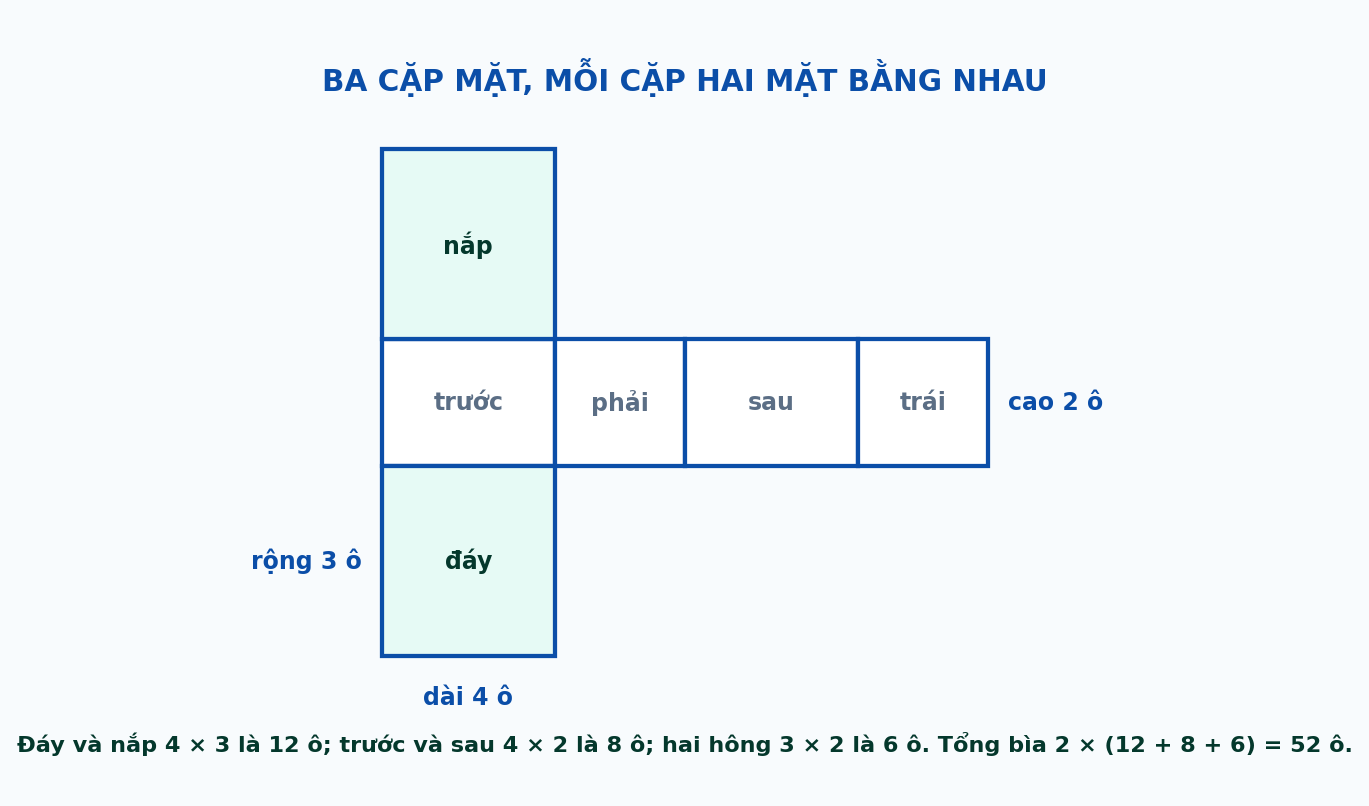 BA CẶP MẶT, MỖI CẶP HAI MẶT BẰNG NHAU
nắp
trước
phải
sau
trái
cao 2 ô
rộng 3 ô
đáy
dài 4 ô
Đáy và nắp 4 × 3 là 12 ô; trước và sau 4 × 2 là 8 ô; hai hông 3 × 2 là 6 ô. Tổng bìa 2 × (12 + 8 + 6) = 52 ô.